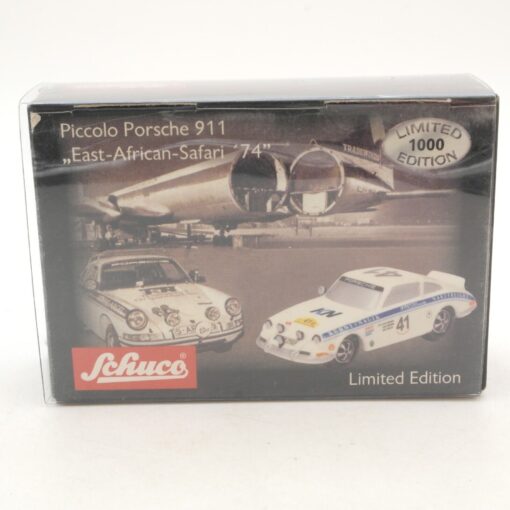 Piccolo Porsche 911
„East-African-Safari ´74"
LIMITED
1000
EDITION
41
Schuco
Limited Edition